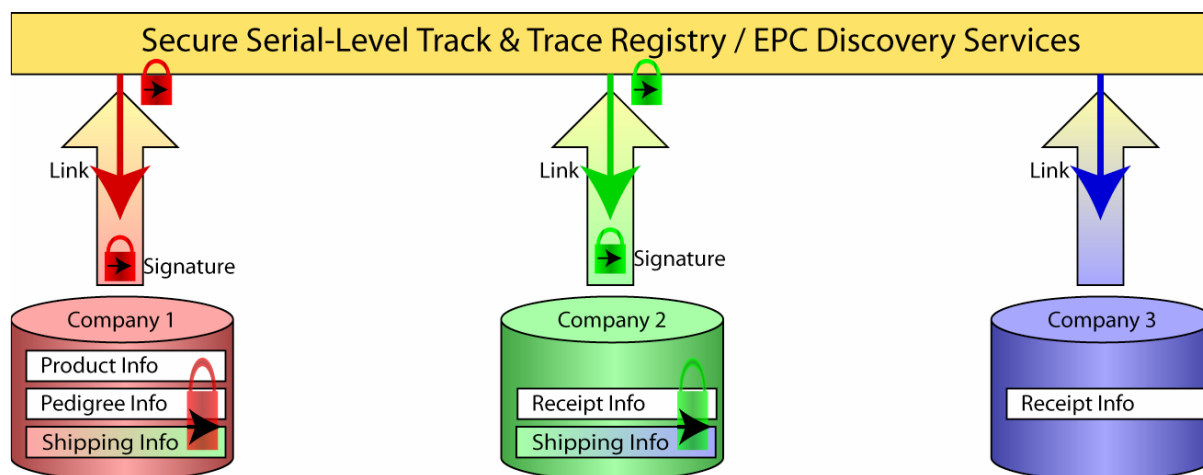 Secure Serial-Level Track & Trace Registry / EPC Discovery Services
Link
Link
Link
Signature
Signature
Company 1
Company 2
Company 3
Product Info
Pedigree Info
Receipt Info
Receipt Info
Shipping Info
Shipping Info